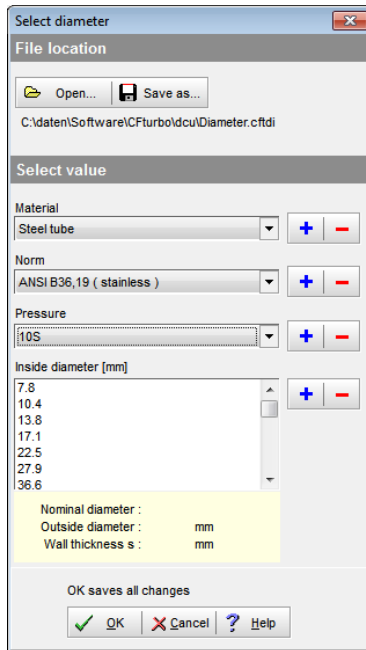 Select diameter
File location
Open... Save as...
C:\daten\Software\CFturbo\dcu\Diameter.cftdi
Select value
Material
Steel tube
Norm
ANSI B36,19 ( stainless )
Pressure
10S
Inside diameter [mm]
7.8
10.4
13.8
17.1
22.5
27.9
36.6
Nominal diameter :
Outside diameter : mm
Wall thickness s : mm
OK saves all changes
OK Cancel ? Help